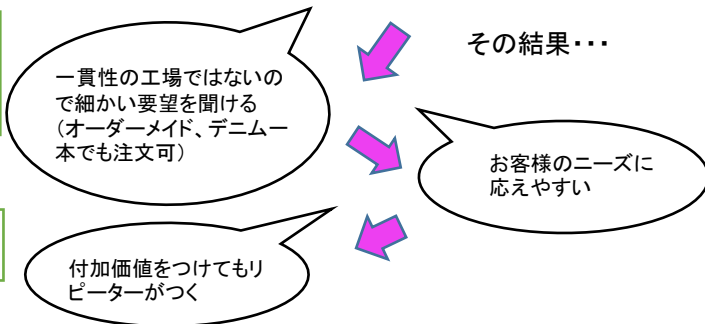 その結果・・・
一貫性の工場ではないの
で細かい要望を聞ける
（オーダーメイド、デニム一
本でも注文可）
お客様のニーズに
応えやすい
付加価値をつけてもリ
ピーターがつく